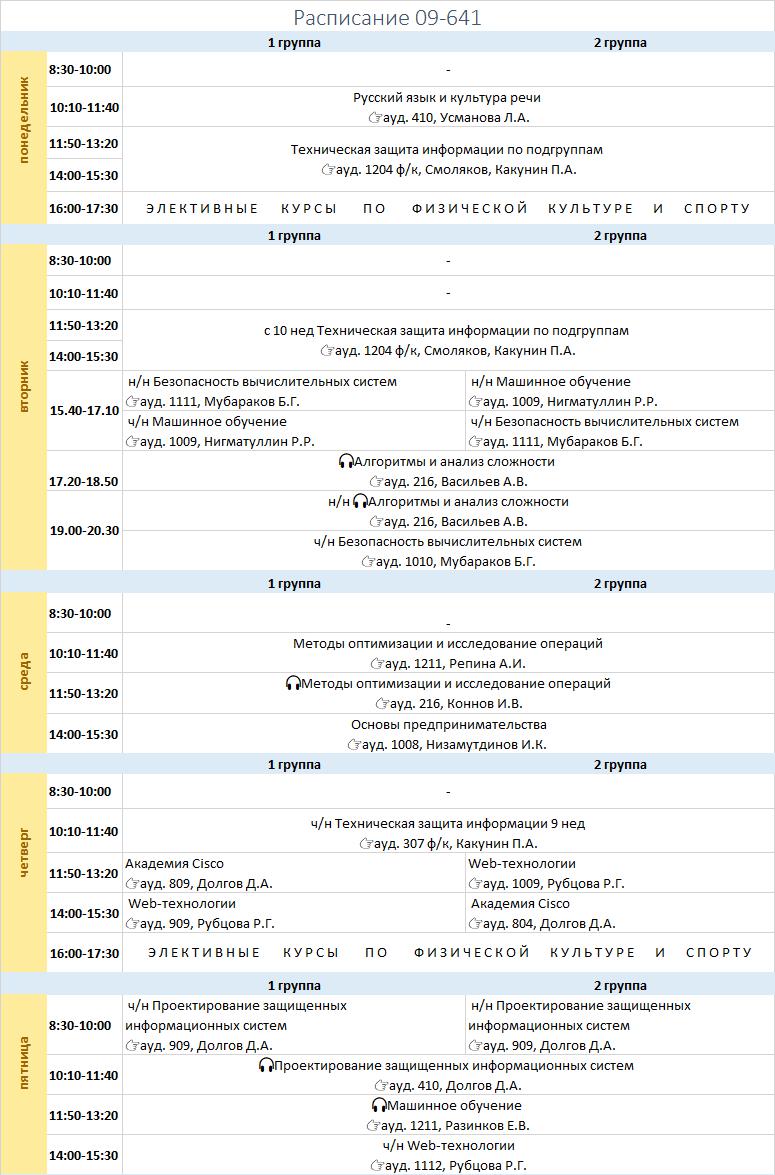 Расписание 09-641
1 группа 2 группа
понедельник
8:30-10:00 -
10:10-11:40 Русский язык и культура речи
ауд. 410, Усманова Л.А.
11:50-13:20 Техническая защита информации по подгруппам
14:00-15:30 ауд. 1204 ф/к, Смоляков, Какунин П.А.
16:00-17:30 ЭЛЕКТИВНЫЕ КУРСЫ ПО ФИЗИЧЕСКОЙ КУЛЬТУРЕ И СПОРТУ
1 группа 2 группа
вторник
8:30-10:00 -
10:10-11:40 -
11:50-13:20 с 10 нед Техническая защита информации по подгруппам
14:00-15:30 ауд. 1204 ф/к, Смоляков, Какунин П.А.
15.40-17.10
н/н Безопасность вычислительных систем н/н Машинное обучение
ауд. 1111, Мубараков Б.Г. ауд. 1009, Нигматуллин Р.Р.
ч/н Машинное обучение ч/н Безопасность вычислительных систем
ауд. 1009, Нигматуллин Р.Р. ауд. 1111, Мубараков Б.Г.
17.20-18.50 Алгоритмы и анализ сложности
ауд. 216, Васильев А.В.
19.00-20.30
н/н Алгоритмы и анализ сложности
ауд. 216, Васильев А.В.
ч/н Безопасность вычислительных систем
ауд. 1010, Мубараков Б.Г.
1 группа 2 группа
среда
8:30-10:00 -
10:10-11:40 Методы оптимизации и исследование операций
ауд. 1211, Репина А.И.
11:50-13:20 Методы оптимизации и исследование операций
ауд. 216, Коннов И.В.
14:00-15:30 Основы предпринимательства
ауд. 1008, Низамутдинов И.К.
1 группа 2 группа
четверг
8:30-10:00 -
10:10-11:40 ч/н Техническая защита информации 9 нед
ауд. 307 ф/к, Какунин П.А.
11:50-13:20 Академия Cisco Web-технологии
ауд. 809, Долгов Д.А. ауд. 1009, Рубцова Р.Г.
14:00-15:30 Web-технологии Академия Cisco
ауд. 909, Рубцова Р.Г. ауд. 804, Долгов Д.А.
16:00-17:30 ЭЛЕКТИВНЫЕ КУРСЫ ПО ФИЗИЧЕСКОЙ КУЛЬТУРЕ И СПОРТУ
1 группа 2 группа
пятница
8:30-10:00 ч/н Проектирование защищенных н/н Проектирование защищенных
информационных систем информационных систем
ауд. 909, Долгов Д.А. ауд. 909, Долгов Д.А.
10:10-11:40 Проектирование защищенных информационных систем
ауд. 410, Долгов Д.А.
11:50-13:20 Машинное обучение
ауд. 1211, Разинков Е.В.
14:00-15:30 ч/н Web-технологии
ауд. 1112, Рубцова Р.Г.